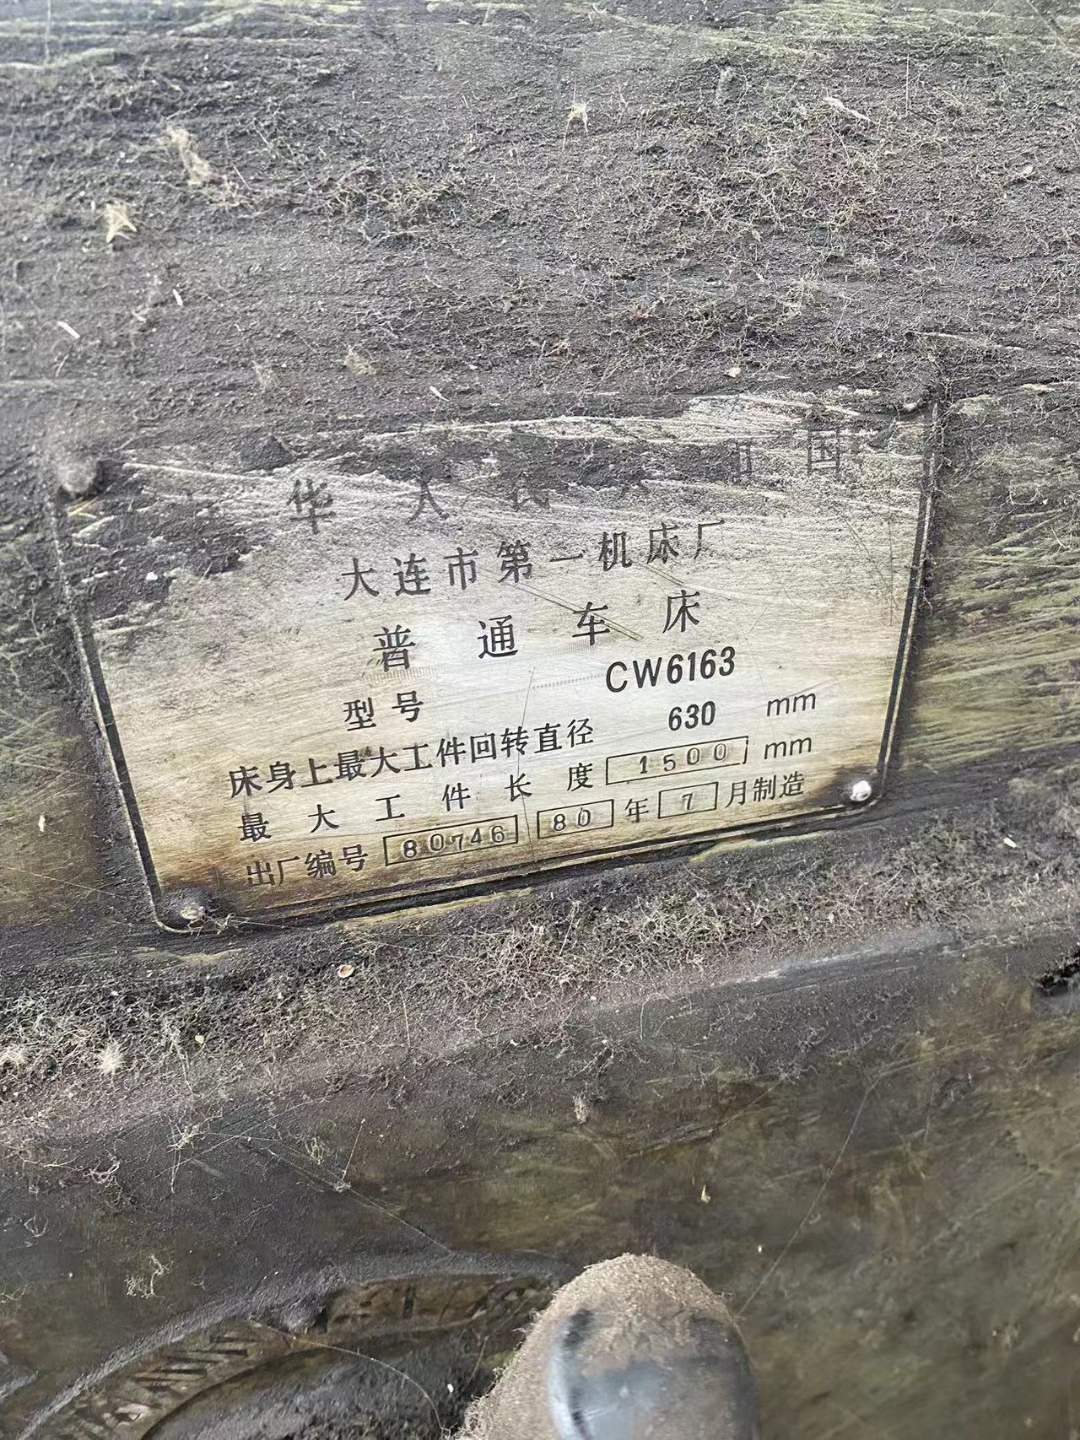 华人民 和国
大连市第一机床厂
普通车床
型号 CW6163
床身上最大工件回转直径 630 mm
最大工件长度 1500 mm
出厂编号 80746 80 年 7 月制造